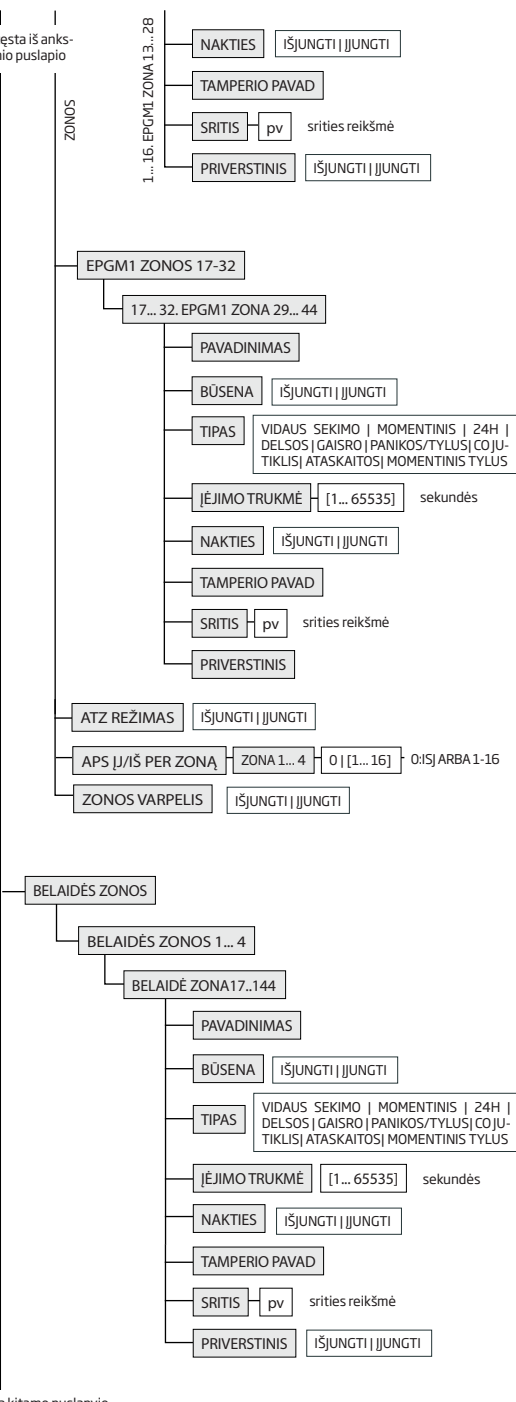 ęsta iš anks-
nio puslapio
ZONOS
1... 16. EPGM1 ZONA 13... 28
NAKTIES IŠJUNGTI | ĮJUNGTI
TAMPERIO PAVAD
SRITIS pv srities reikšmė
PRIVERSTINIS IŠJUNGTI | ĮJUNGTI
EPGM1 ZONOS 17-32
17... 32. EPGM1 ZONA 29... 44
PAVADINIMAS
BŪSENA IŠJUNGTI | ĮJUNGTI
TIPAS VIDAUS SEKIMO | MOMENTINIS | 24H |
DELSOS | GAISRO | PANIKOS/TYLUS| CO JU-
TIKLIS| ATASKAITOS| MOMENTINIS TYLUS
ĮĖJIMO TRUKMĖ [1... 65535] sekundės
NAKTIES IŠJUNGTI | ĮJUNGTI
TAMPERIO PAVAD
SRITIS pv srities reikšmė
PRIVERSTINIS
ATZ REŽIMAS IŠJUNGTI | ĮJUNGTI
APS ĮJ/IŠ PER ZONĄ ZONA 1... 4 0 | [1... 16] 0:ISJ ARBA 1-16
ZONOS VARPELIS IŠJUNGTI | ĮJUNGTI
BELAIDĖS ZONOS
BELAIDĖS ZONOS 1... 4
BELAIDĖ ZONA17..144
PAVADINIMAS
BŪSENA IŠJUNGTI | ĮJUNGTI
TIPAS VIDAUS SEKIMO | MOMENTINIS | 24H |
DELSOS | GAISRO | PANIKOS/TYLUS| CO JU-
TIKLIS| ATASKAITOS| MOMENTINIS TYLUS
ĮĖJIMO TRUKMĖ [1... 65535] sekundės
NAKTIES IŠJUNGTI | ĮJUNGTI
TAMPERIO PAVAD
SRITIS pv srities reikšmė
PRIVERSTINIS IŠJUNGTI | ĮJUNGTI